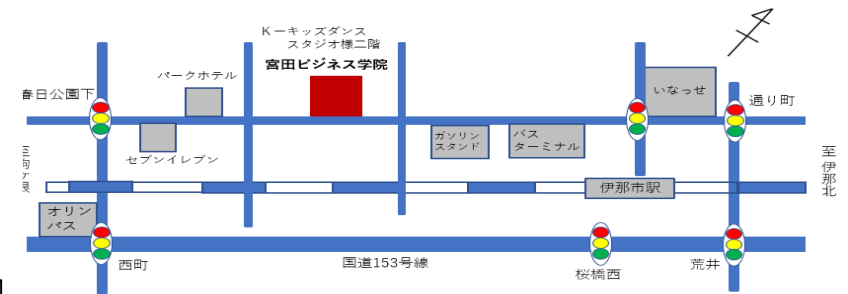 Kーキッズダンス
スタジオ様二階
宮田ビジネス学院
パークホテル
春日公園下
いなっせ
通り町
ガソリン
スタンド
バス
ターミナル
セブンイレブン
至駒ヶ根
伊那市駅
至伊那北
オリン
パス
西町
国道153号線
桜橋西
荒井